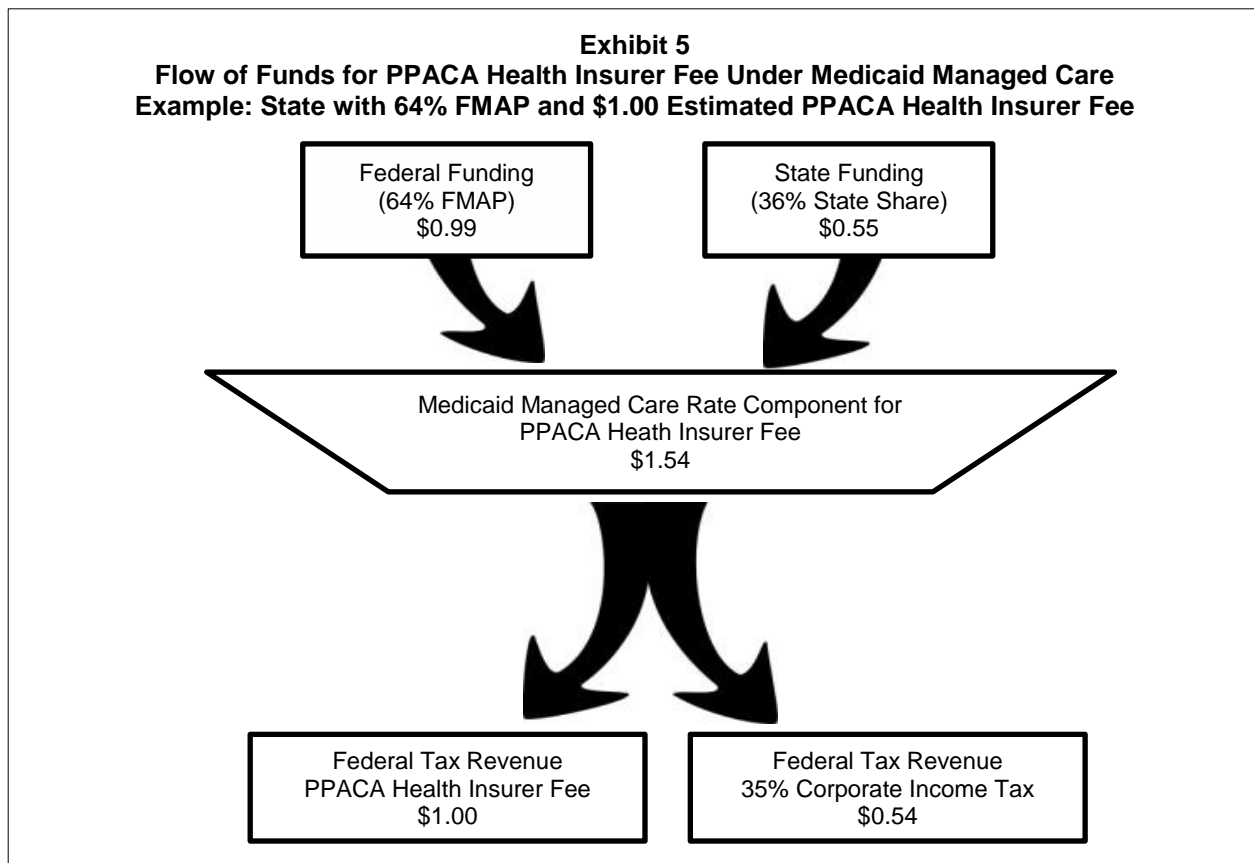 Exhibit 5
Flow of Funds for PPACA Health Insurer Fee Under Medicaid Managed Care
Example: State with 64% FMAP and $1.00 Estimated PPACA Health Insurer Fee
Federal Funding
(64% FMAP)
$0.99
State Funding
(36% State Share)
$0.55
Medicaid Managed Care Rate Component for
PPACA Heath Insurer Fee
$1.54
Federal Tax Revenue
PPACA Health Insurer Fee
$1.00
Federal Tax Revenue
35% Corporate Income Tax
$0.54